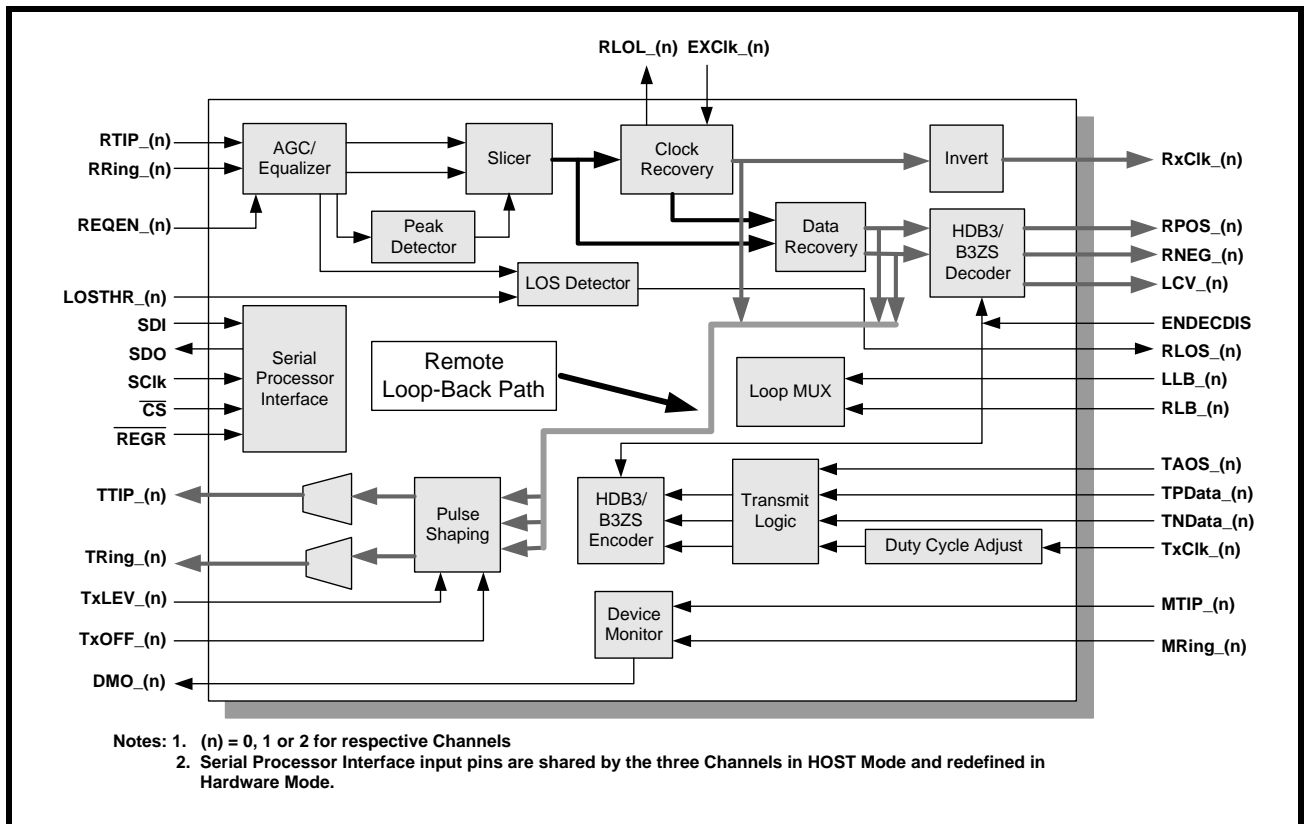 RLOL_(n) EXClk_(n)
RTIP_(n)
RRing_(n)
REQEN_(n)
LOSTHR_(n)
SDI
SDO
SClk
CS
REGR
TTIP_(n)
TRing_(n)
TxLEV_(n)
TxOFF_(n)
DMO_(n)
AGC/
Equalizer
Slicer
Clock
Recovery
Invert
Peak
Detector
Data
Recovery
HDB3/
B3ZS
Decoder
LOS Detector
Serial
Processor
Interface
Remote
Loop-Back Path
Loop MUX
Pulse
Shaping
HDB3/
B3ZS
Encoder
Transmit
Logic
Duty Cycle Adjust
Device
Monitor
RxClk_(n)
RPOS_(n)
RNEG_(n)
LCV_(n)
ENDECDIS
RLOS_(n)
LLB_(n)
RLB_(n)
TAOS_(n)
TPData_(n)
TNData_(n)
TxClk_(n)
MTIP_(n)
MRing_(n)
Notes: 1. (n) = 0, 1 or 2 for respective Channels
2. Serial Processor Interface input pins are shared by the three Channels in HOST Mode and redefined in
Hardware Mode.